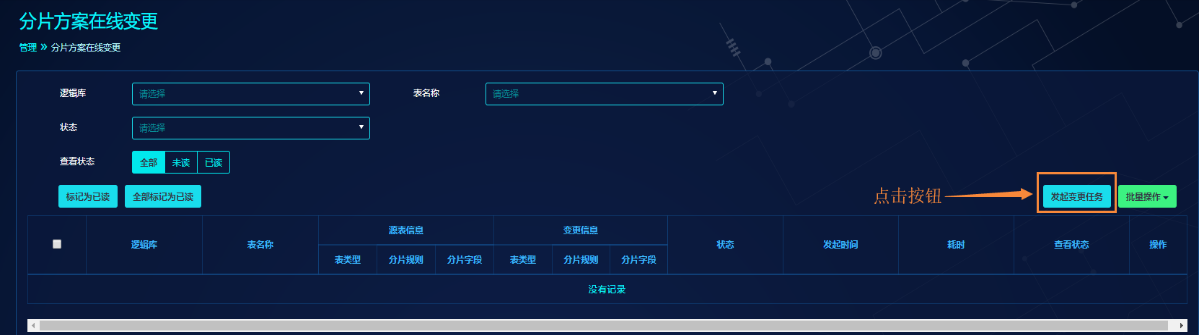 分片方案在线变更
管理 » 分片方案在线变更
逻辑库 请选择 表名称 请选择
状态 请选择
查看状态 全部 未读 已读
标记为已读 全部标记为已读 点击按钮 发起变更任务 批量操作
源表信息 变更信息
逻辑库 表名称 状态 发起时间 耗时 查看状态 操作
表类型 分片规则 分片字段 表类型 分片规则 分片字段
没有记录